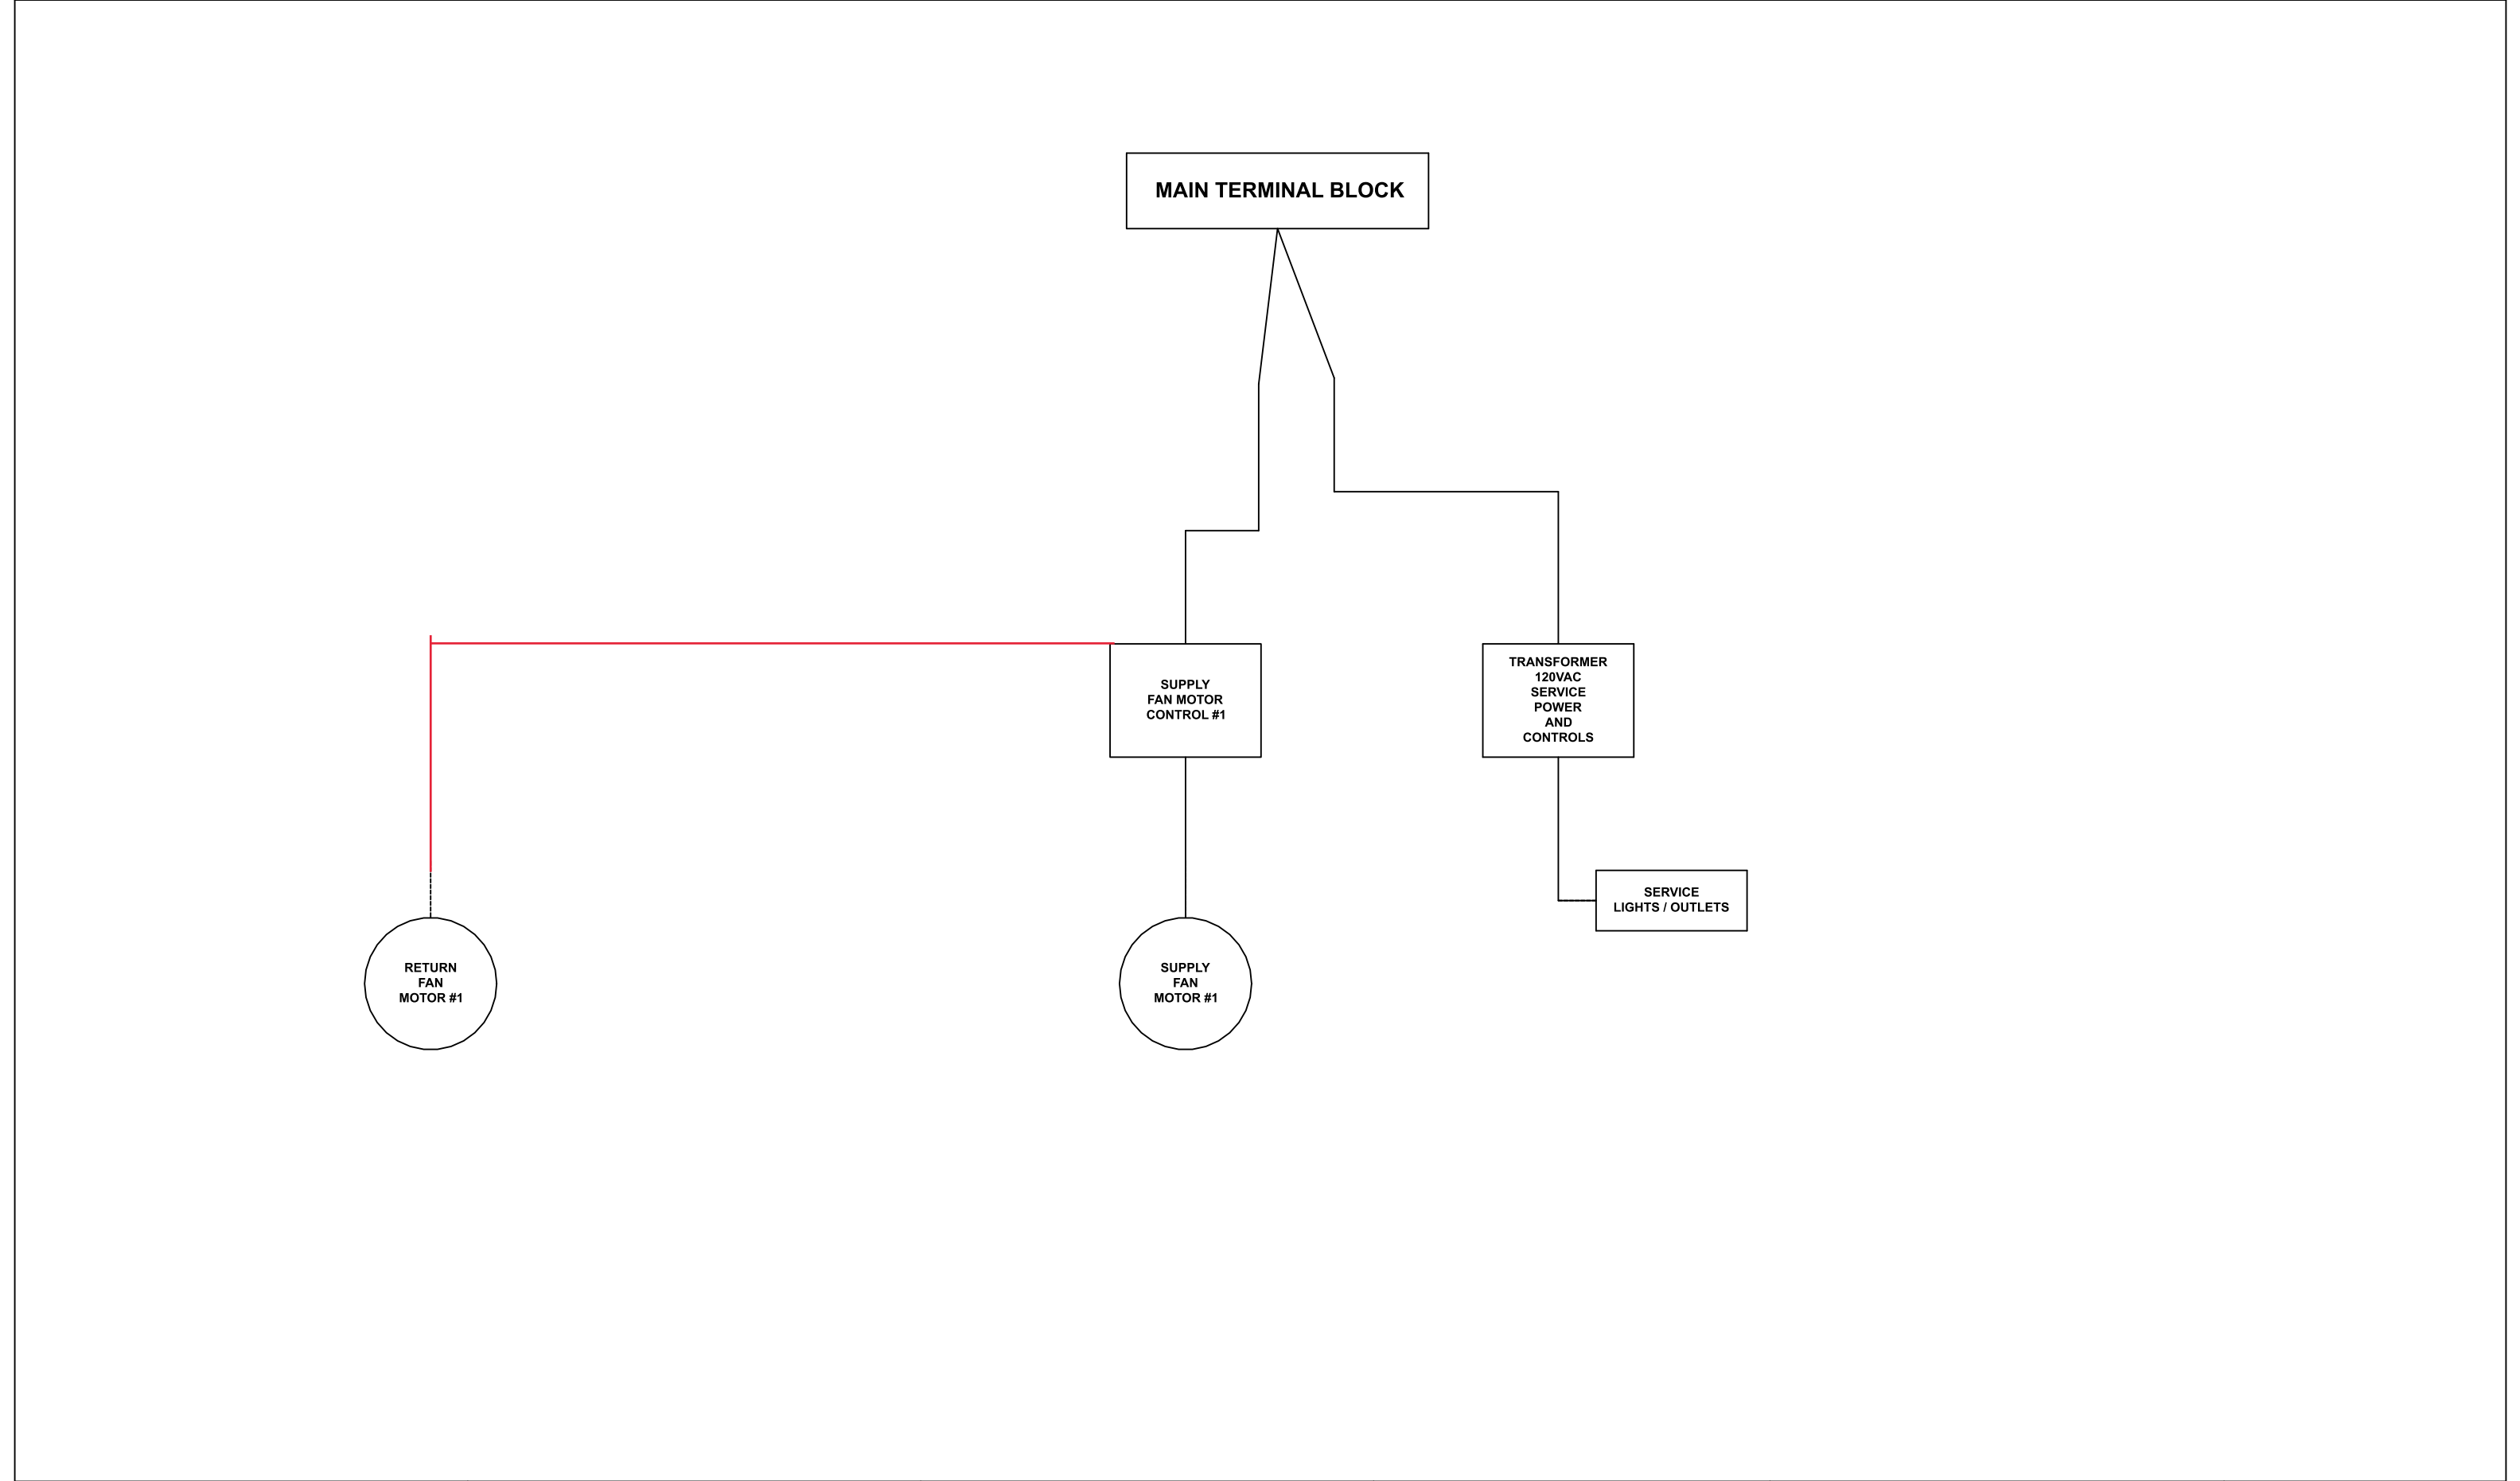 MAIN TERMINAL BLOCK
SUPPLY
FAN MOTOR
CONTROL #1
TRANSFORMER
120VAC
SERVICE
POWER
AND
CONTROLS
SERVICE
LIGHTS / OUTLETS
RETURN
FAN
MOTOR #1
SUPPLY
FAN
MOTOR #1